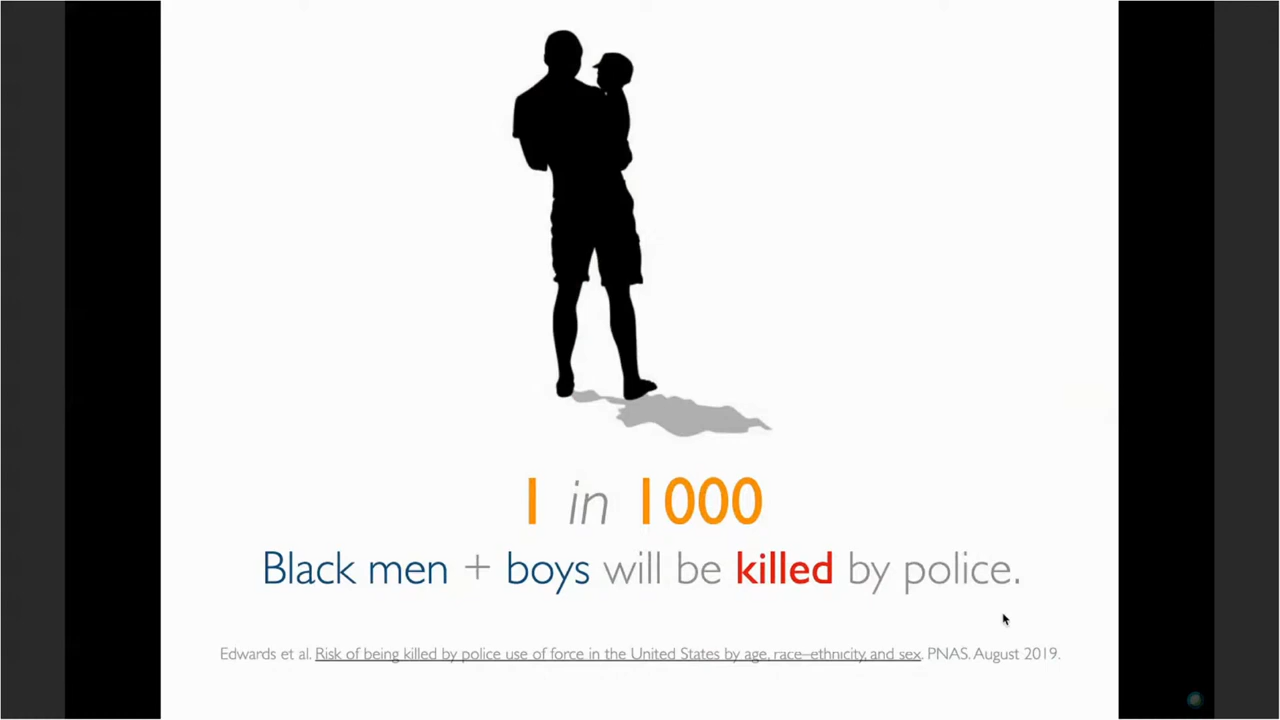 1 in 1000
Black men + boys will be killed by police.
Edwards et al. Risk of being killed by police use of force in the United States by age, race–ethnicity, and sex. PNAS. August 2019.